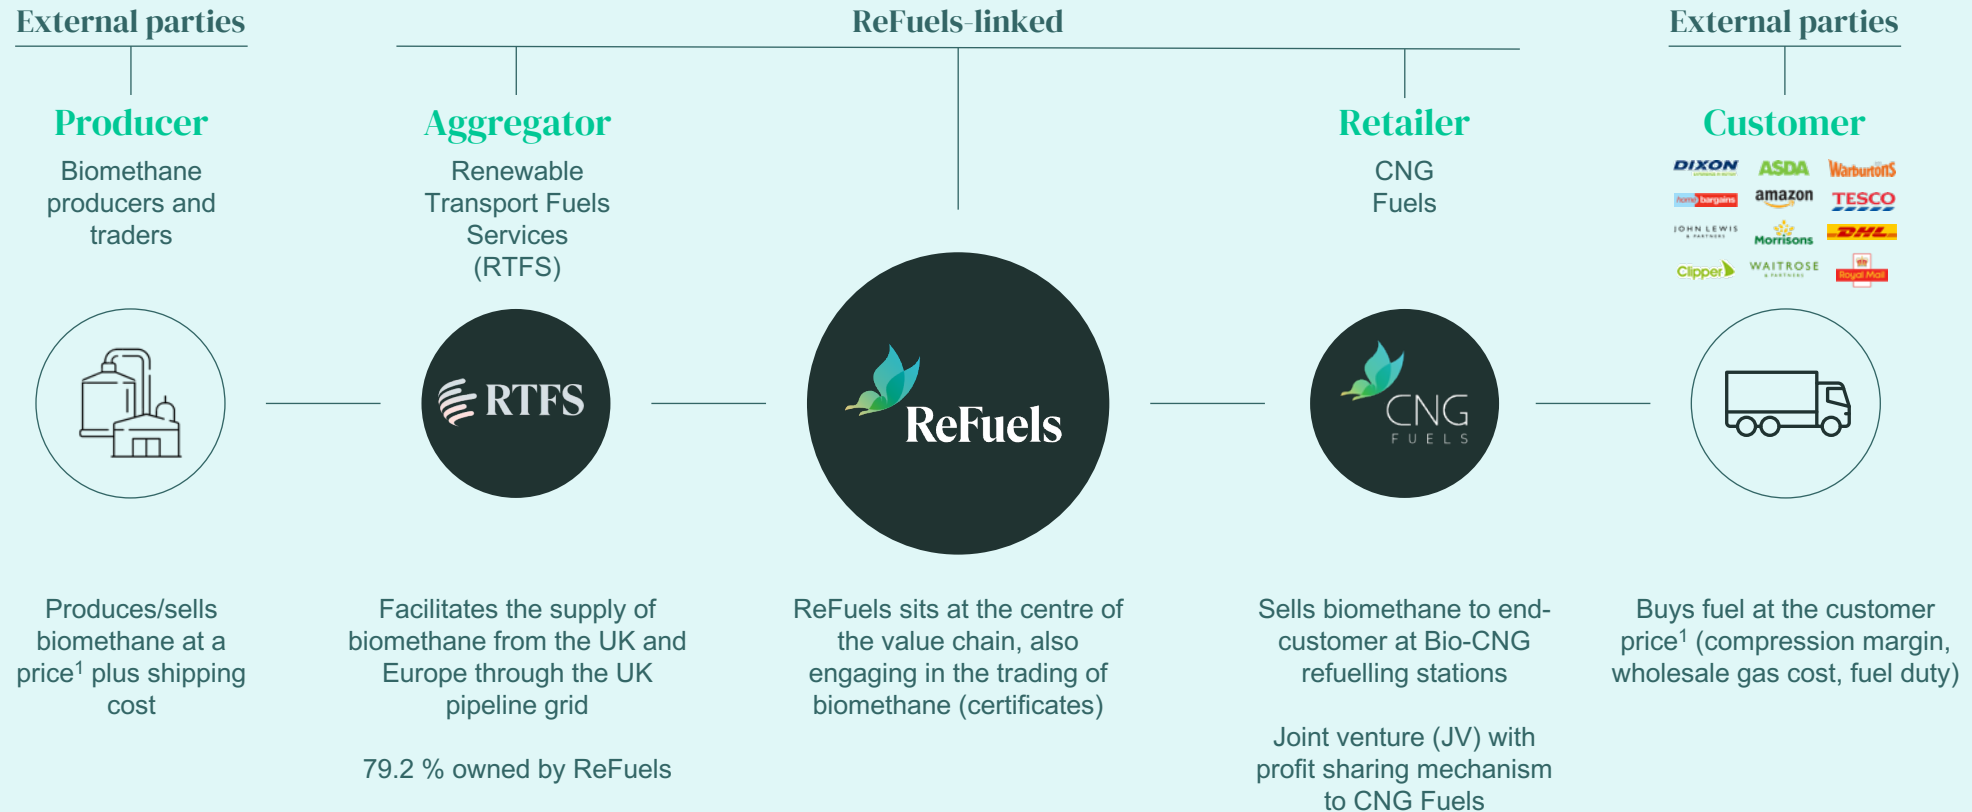 External parties
ReFuels-linked
External parties
Producer
Biomethane
producers and
traders
Aggregator
Renewable
Transport Fuels
Services
(RTFS)
Retailer
CNG
Fuels
Customer
DIXON
ASDA
Warburtons
home bargains
amazon
TESCO
JOHN LEWIS
& PARTNERS
Morrisons
DHL
Clipper
WAITROSE
& PARTNERS
Royal Mail
RTFS
ReFuels
CNG
FUELS
Produces/sells
biomethane at a
price¹ plus shipping
cost
Facilitates the supply of
biomethane from the UK and
Europe through the UK
pipeline grid
79.2 % owned by ReFuels
ReFuels sits at the centre of
the value chain, also
engaging in the trading of
biomethane (certificates)
Sells biomethane to end-
customer at Bio-CNG
refuelling stations
Joint venture (JV) with
profit sharing mechanism
to CNG Fuels
Buys fuel at the customer
price¹ (compression margin,
wholesale gas cost, fuel duty)